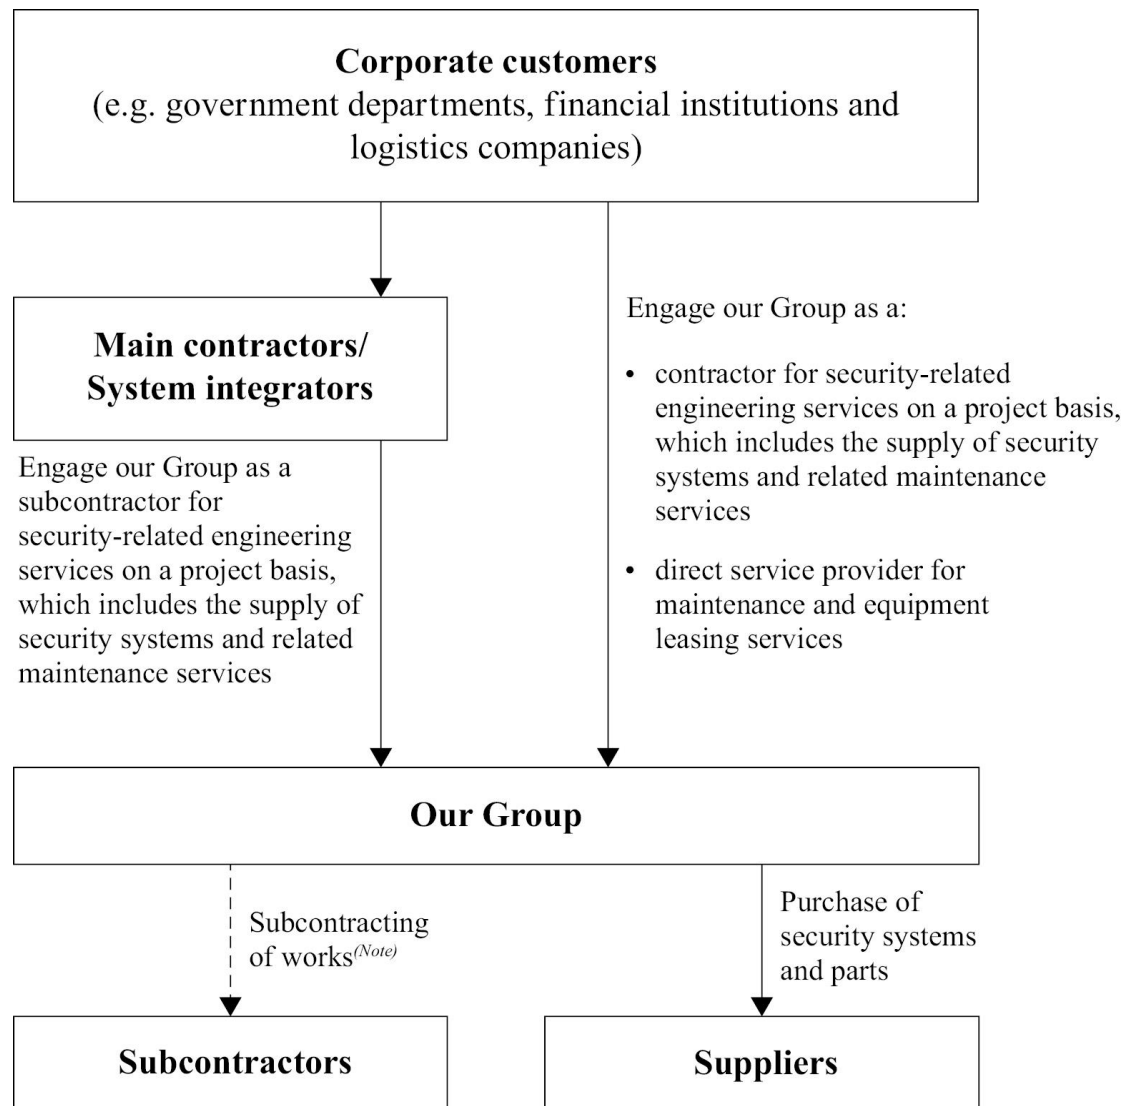 Corporate customers
(e.g. government departments, financial institutions and
logistics companies)
Main contractors/
System integrators
Engage our Group as a
subcontractor for
security-related engineering
services on a project basis,
which includes the supply of
security systems and related
maintenance services
Engage our Group as a:
• contractor for security-related
engineering services on a project basis,
which includes the supply of security
systems and related maintenance
services
• direct service provider for
maintenance and equipment
leasing services
Our Group
Subcontracting
of works(Note)
Purchase of
security systems
and parts
Subcontractors
Suppliers